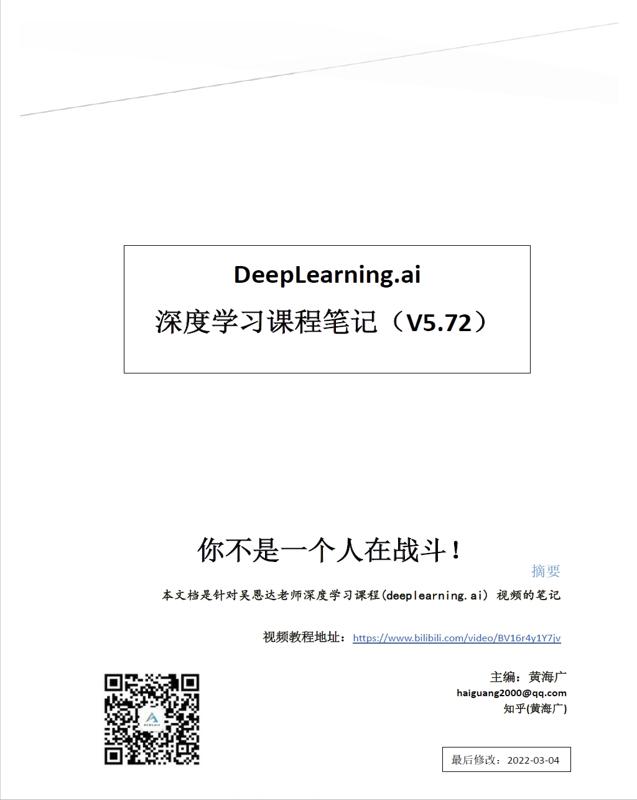 DeepLearning.ai
深度学习课程笔记（V5.72）
你不是一个人在战斗！
摘要
本文档是针对吴恩达老师深度学习课程(deeplearning.ai) 视频的笔记
视频教程地址：https://www.bilibili.com/video/BV16r4y1Y7jv
主编：黄海广
haiguang2000@qq.com
知乎(黄海广)
最后修改：2022-03-04